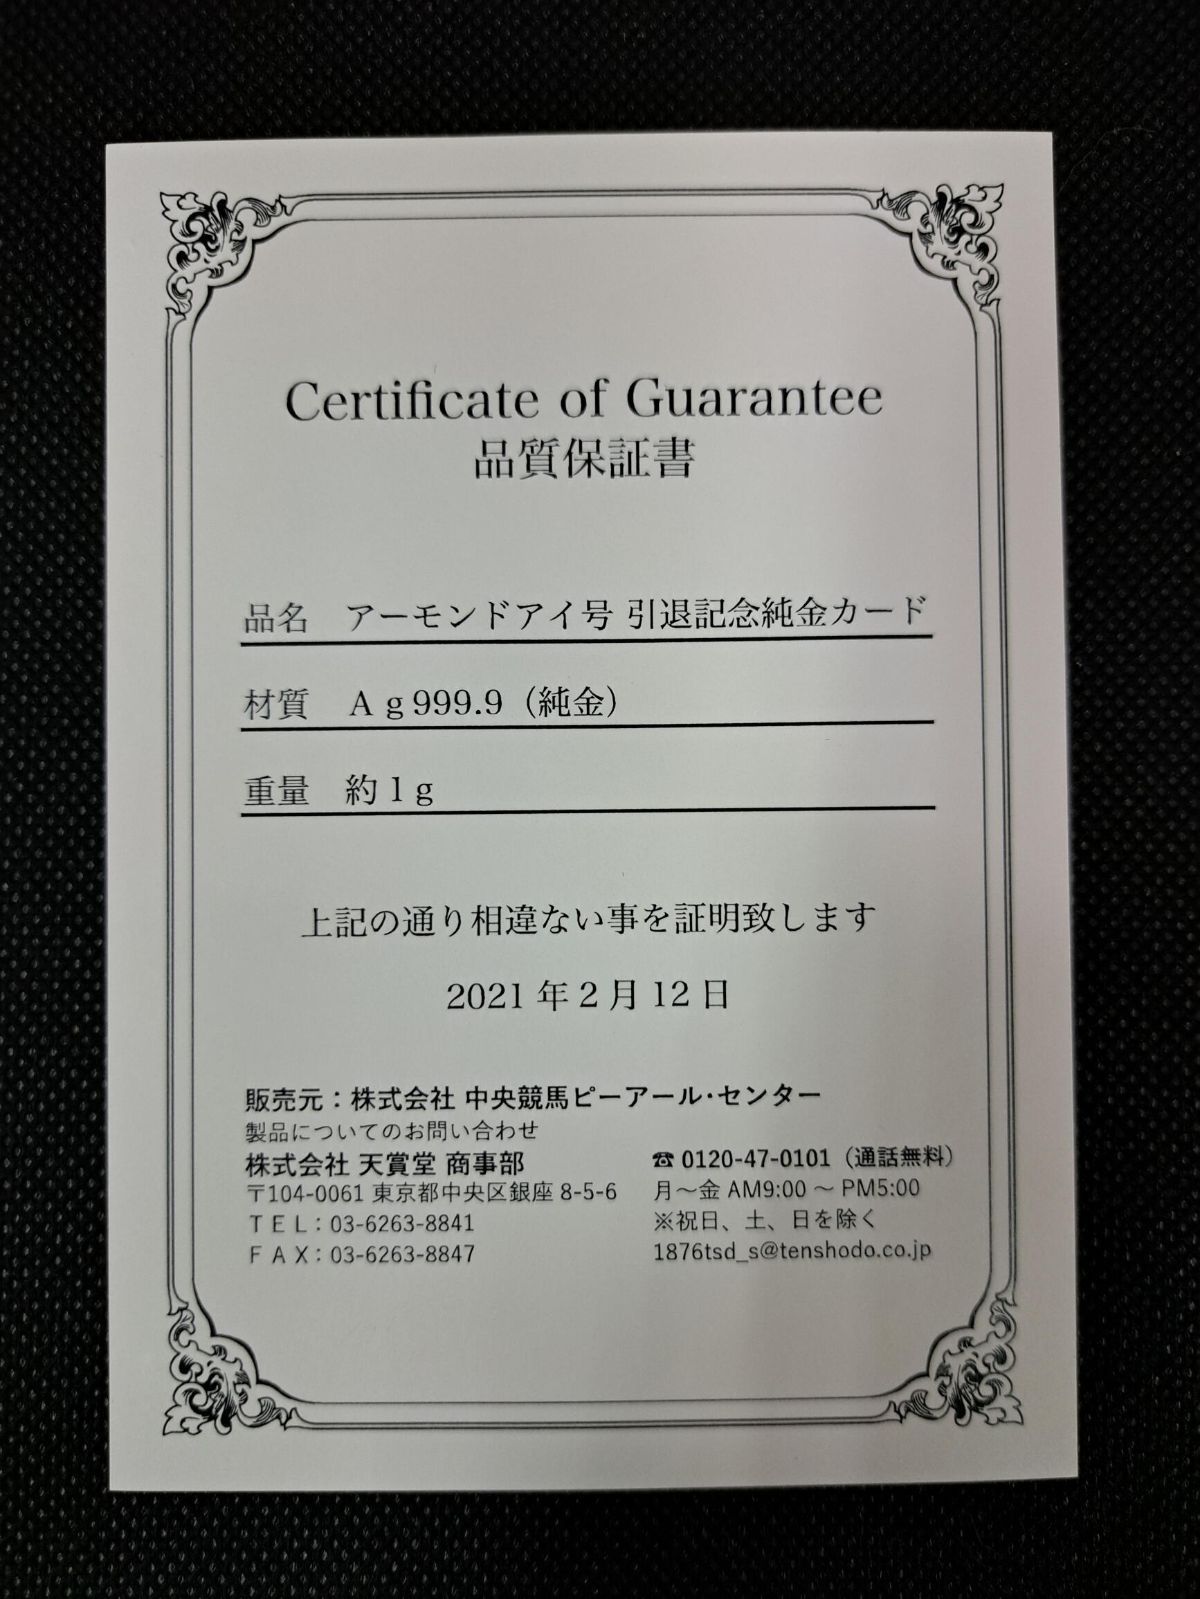 Certificate of Guarantee
品質保証書
品名　アーモンドアイ号 引退記念純金カード
材質　Ａｇ999.9（純金）
重量　約１ｇ
上記の通り相違ない事を証明致します
2021年2月12日
販売元：株式会社 中央競馬ピーアール・センター
製品についてのお問い合わせ
株式会社 天賞堂 商事部
〒104-0061 東京都中央区銀座 8-5-6
ＴＥＬ：03-6263-8841
ＦＡＸ：03-6263-8847
☎ 0120-47-0101（通話無料）
月～金 AM9:00 ～ PM5:00
※祝日、土、日を除く
1876tsd_s@tenshodo.co.jp